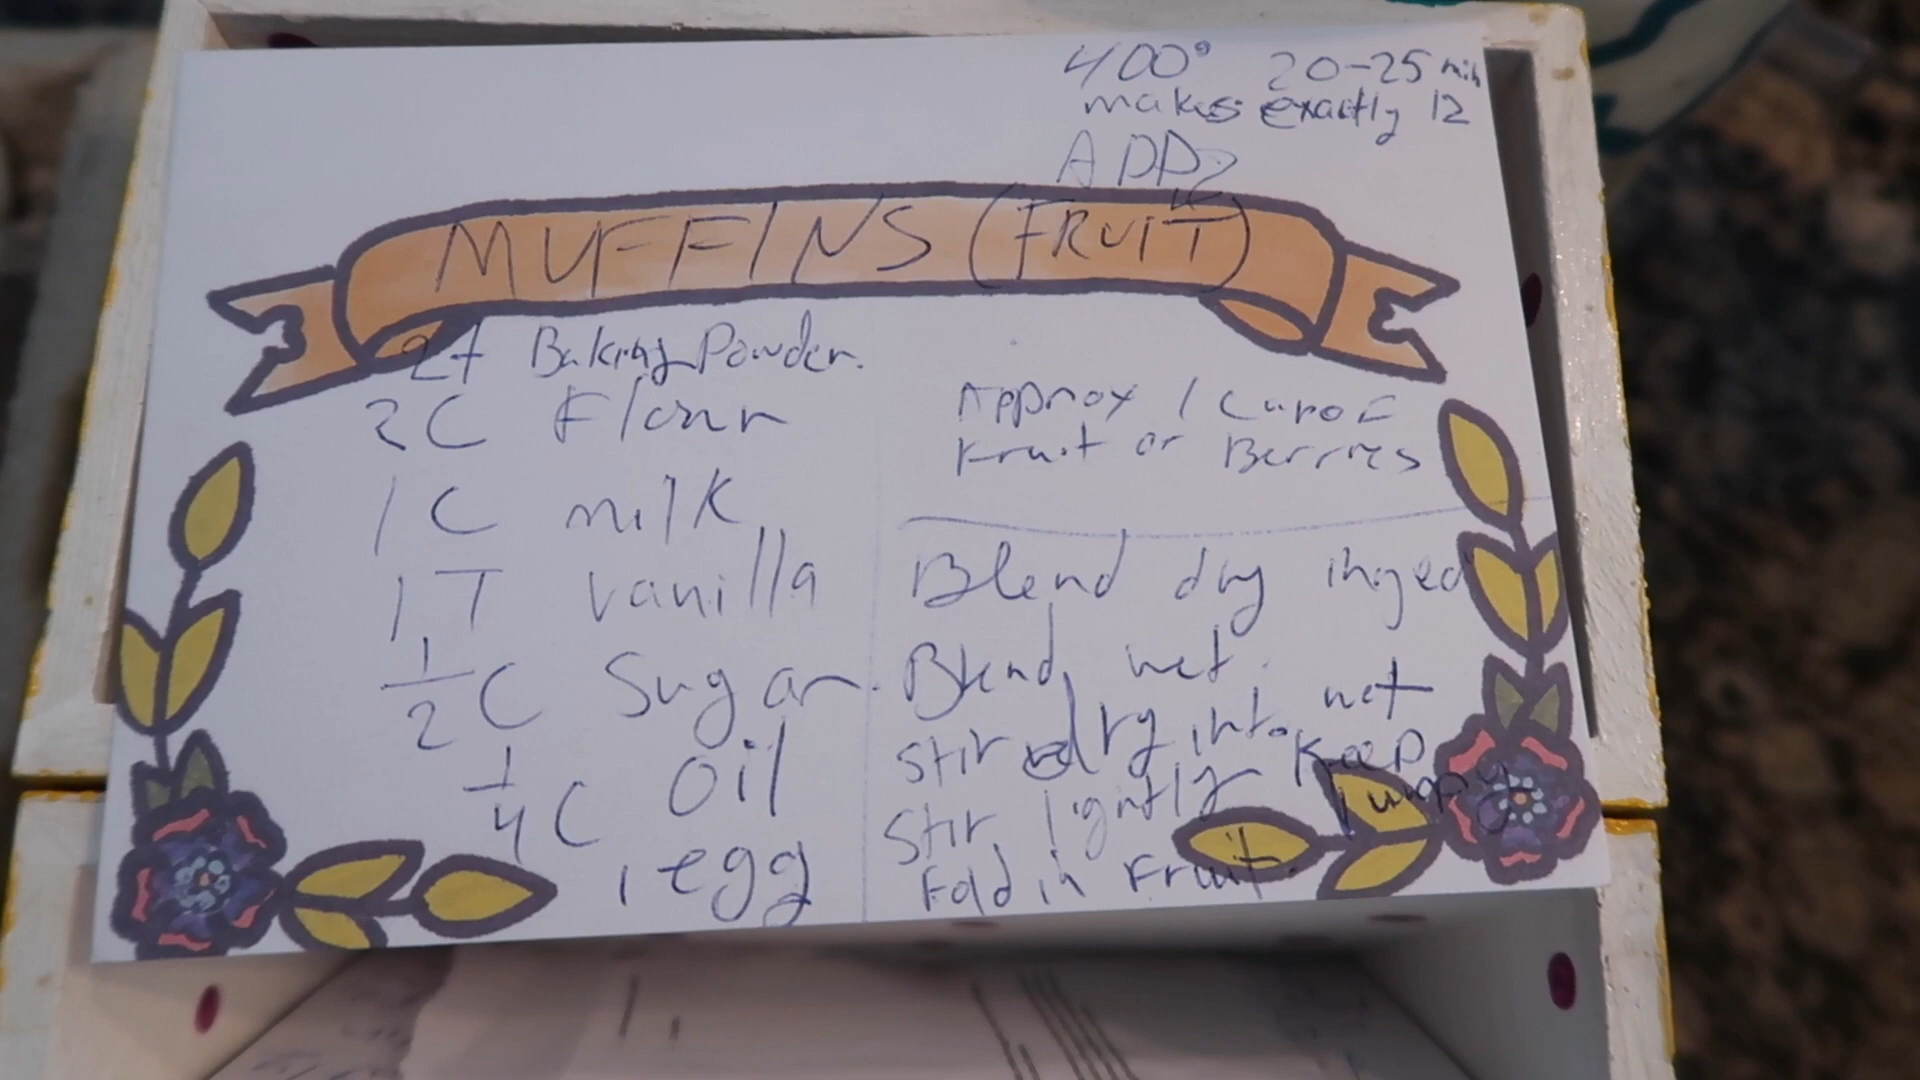 400° 20-25 min
makes exactly 12
MUFFINS (FRUIT)
2t Baking Powder.
2C Flour
1C milk
1T vanilla
1/2 C Sugar.
1/4 C Oil
1 egg
Approx 1 Cup OF
Fruit or Berries
Blend dry inged
Blend wet.
Stir dry into wet
Stir lightly Keep lumpy
Fold in Fruit.